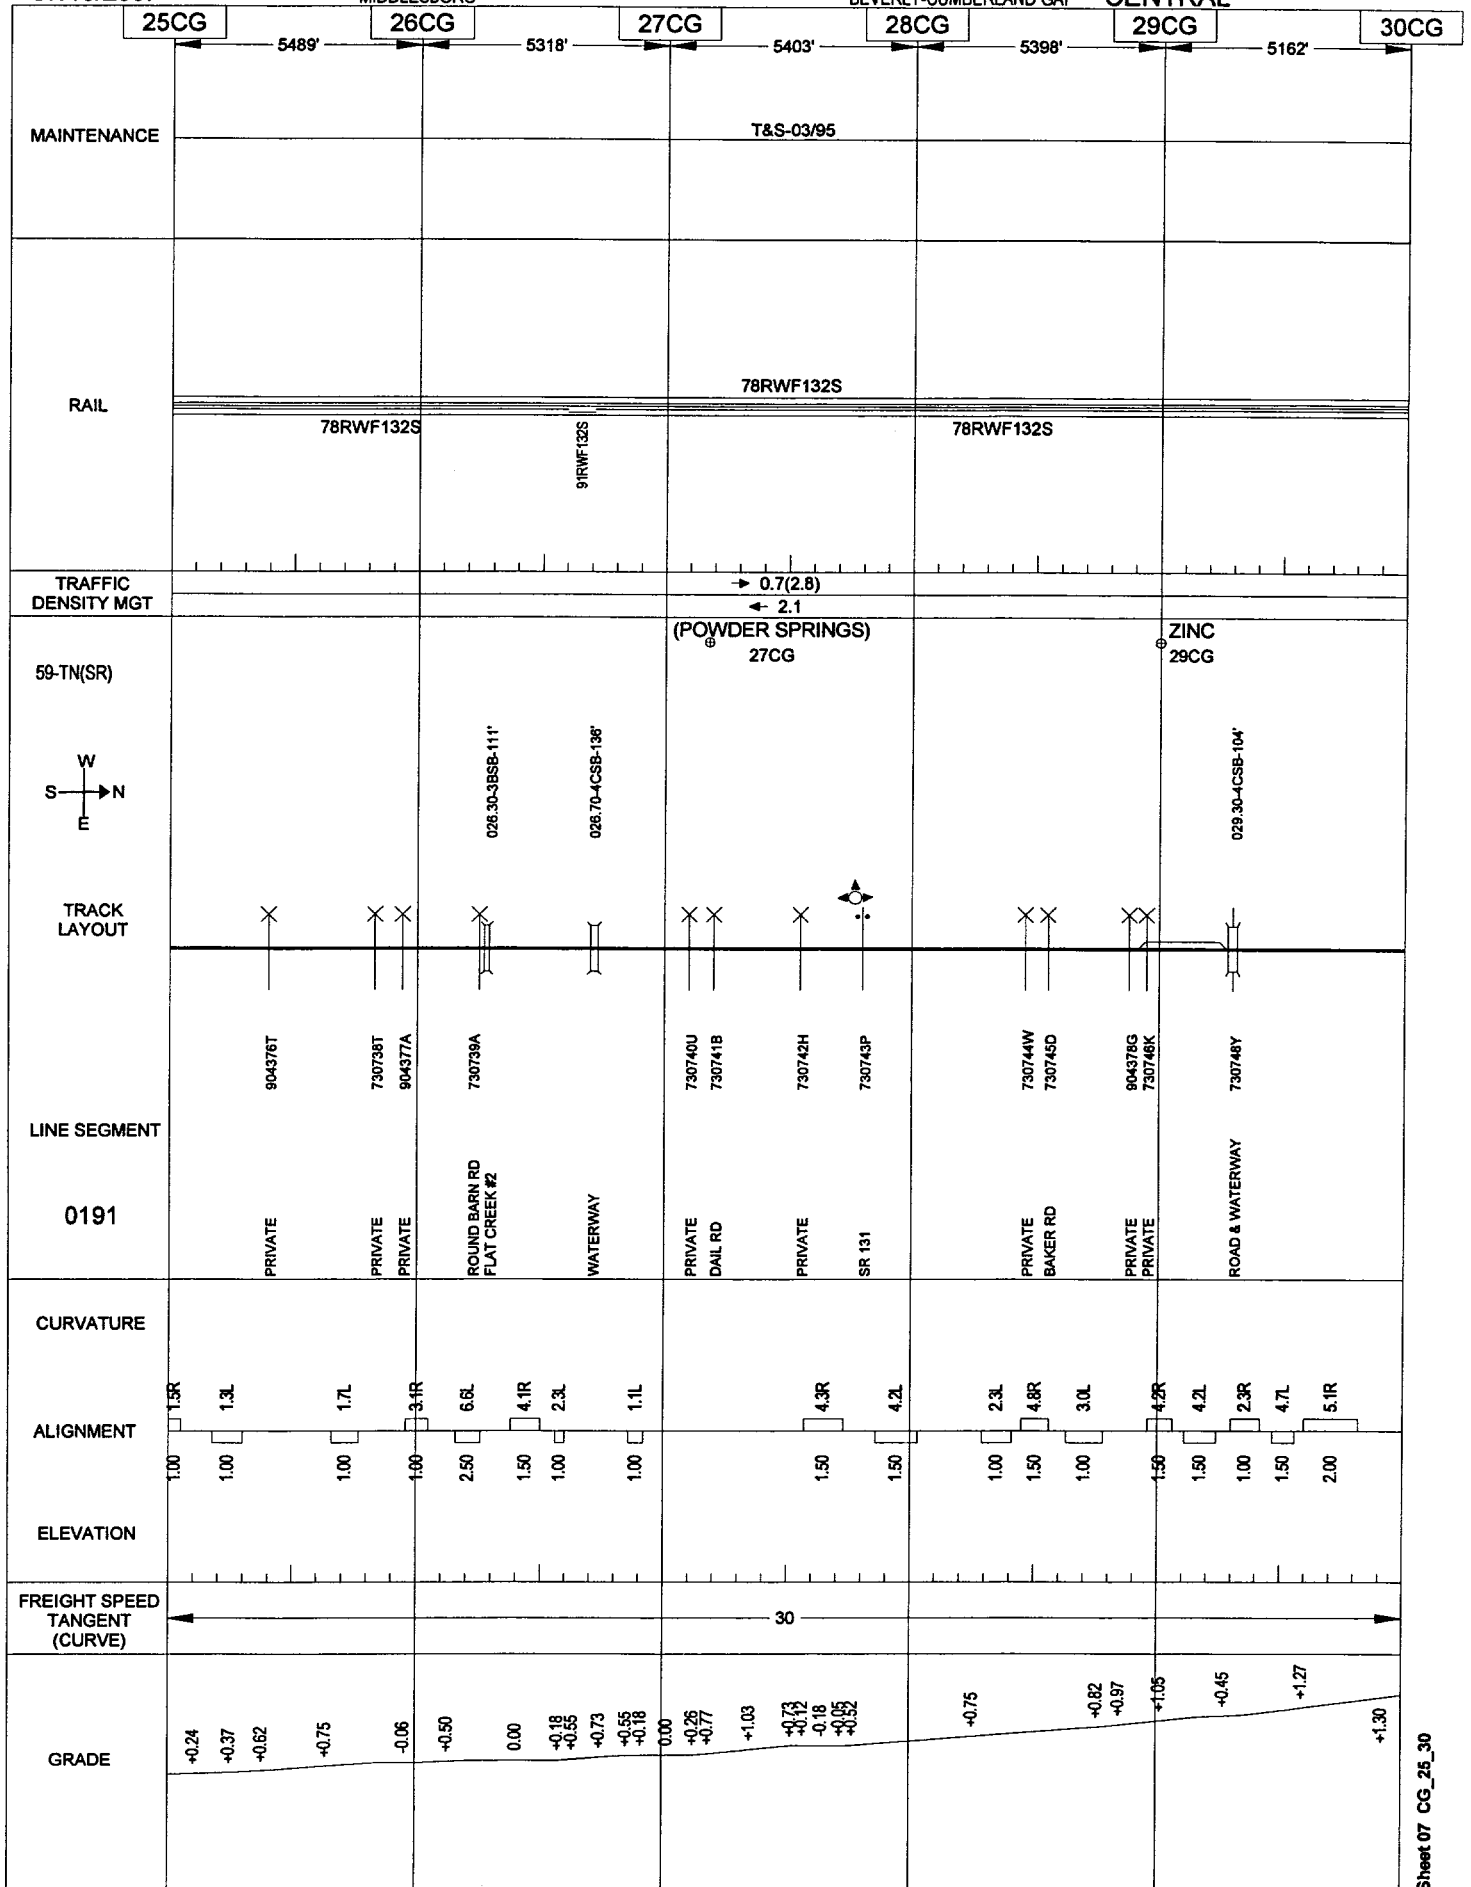 MIDDLESBORO
BEVERLY-CUMBERLAND GAP
CENTRAL
25CG 26CG 27CG 28CG 29CG 30CG
5489' 5318' 5403' 5398' 5162'
MAINTENANCE
T&S-03/95
RAIL
78RWF132S
78RWF132S
91RWF132S
78RWF132S
TRAFFIC
DENSITY MGT
0.7(2.8)
2.1
(POWDER SPRINGS)
27CG
ZINC
29CG
59-TN(SR)
W
S N
E
026.30-3BSB-111'
026.70-4CSB-136'
029.30-4CSB-104'
TRACK
LAYOUT
904376T
730738T
904377A
730739A
730740U
730741B
730742H
730743P
730744W
730745D
904378G
730746K
730748Y
LINE SEGMENT
0191
PRIVATE
PRIVATE
PRIVATE
ROUND BARN RD
FLAT CREEK #2
WATERWAY
PRIVATE
DAIL RD
PRIVATE
SR 131
PRIVATE
BAKER RD
PRIVATE
PRIVATE
ROAD & WATERWAY
CURVATURE
1.5R 1.3L 1.7L 3.1R 6.6L 4.1R 2.3L 1.1L 4.3R 4.2L 2.3L 4.8R 3.0L 4.2R 4.2L 2.3R 4.7L 5.1R
ALIGNMENT
1.00 1.00 1.00 1.00 2.50 1.50 1.00 1.00 1.50 1.50 1.00 1.50 1.00 1.50 1.50 1.00 1.50 2.00
ELEVATION
FREIGHT SPEED
TANGENT
(CURVE)
30
GRADE
+0.24 +0.37 +0.62 +0.75 -0.06 +0.50 0.00 +0.18 +0.55 +0.73 +0.55 +0.18 0.00 +0.26 +0.77 +1.03 +0.73 +0.12 -0.18 +0.05 +0.52 +0.75 +0.82 +0.97 +1.05 +0.45 +1.27 +1.30
Sheet 07 CG_25_30